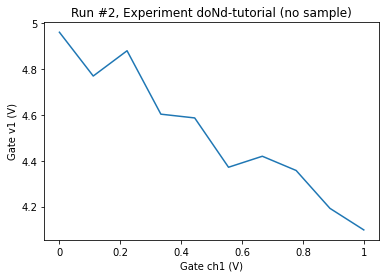 Run #2, Experiment doNd-tutorial (no sample)
5
4.8
4.6
4.4
4.2
Gate v1 (V)
0 0.2 0.4 0.6 0.8 1
Gate ch1 (V)